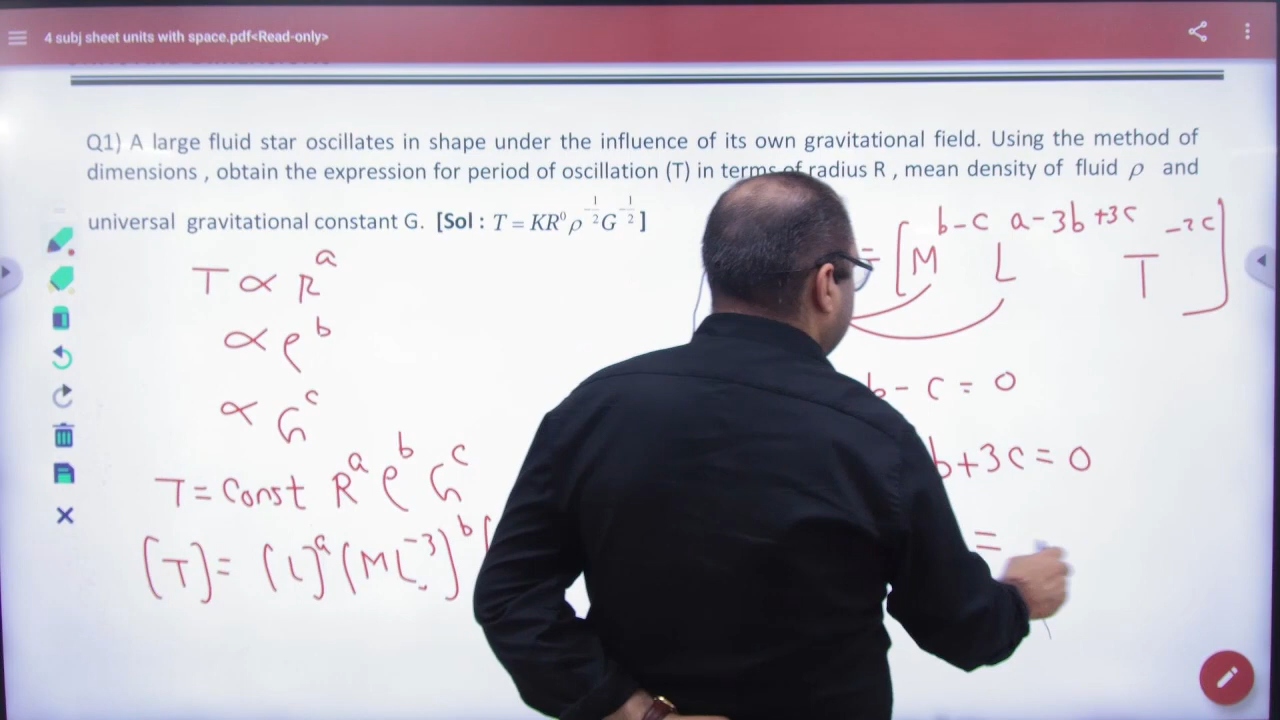 4 subj sheet units with space.pdf<Read-only>
Q1) A large fluid star oscillates in shape under the influence of its own gravitational field. Using the method of
dimensions , obtain the expression for period of oscillation (T) in terms of radius R , mean density of fluid ρ and
universal gravitational constant G. [Sol : T = KR⁰ρ^{-1/2}G^{-1/2} ]
T ∝ R^a
∝ ρ^b
∝ G^c
T = Const R^a ρ^b G^c
[T] = [L]^a [ML^{-3}]^b [
= [M^{b-c} L^{a-3b+3c} T^{-2c}]
b - c = 0
b+3c = 0
=